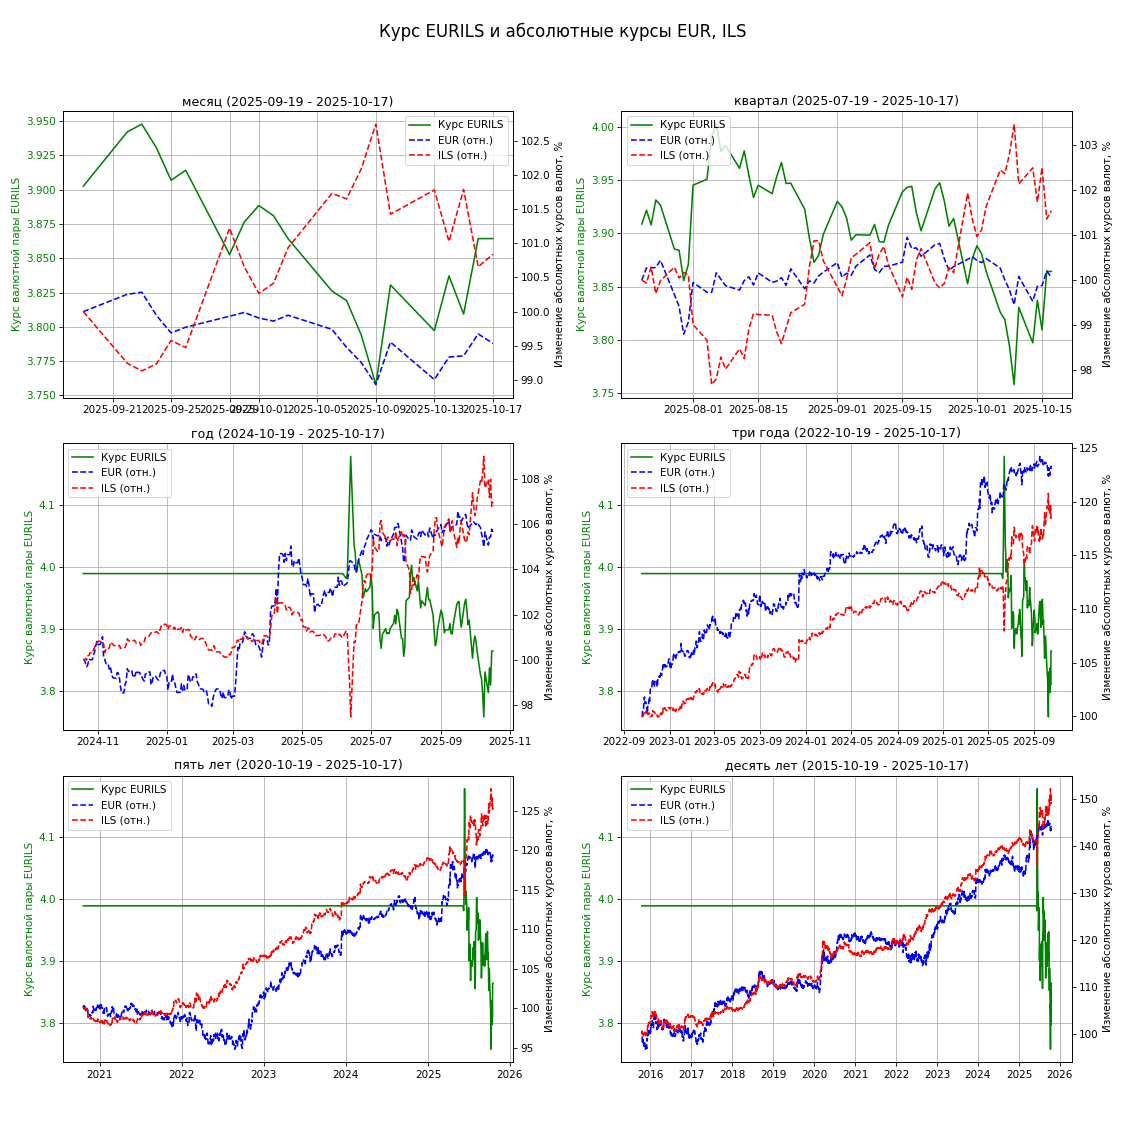 Курс EURILS и абсолютные курсы EUR, ILS
месяц (2025-09-19 - 2025-10-17)
Курс валютной пары EURILS
3.950
3.925
3.900
3.875
3.850
3.825
3.800
3.775
3.750
Курс EURILS
EUR (отн.)
ILS (отн.)
102.5
102.0
101.5
101.0
100.5
100.0
99.5
99.0
Изменение абсолютных курсов валют, %
2025-09-21 2025-09-25 2025-09-29 2025-10-01 2025-10-05 2025-10-09 2025-10-13 2025-10-17
квартал (2025-07-19 - 2025-10-17)
Курс валютной пары EURILS
4.00
3.95
3.90
3.85
3.80
3.75
Курс EURILS
EUR (отн.)
ILS (отн.)
103
102
101
100
99
98
Изменение абсолютных курсов валют, %
2025-08-01 2025-08-15 2025-09-01 2025-09-15 2025-10-01 2025-10-15
год (2024-10-19 - 2025-10-17)
Курс валютной пары EURILS
4.1
4.0
3.9
3.8
Курс EURILS
EUR (отн.)
ILS (отн.)
108
106
104
102
100
98
Изменение абсолютных курсов валют, %
2024-11 2025-01 2025-03 2025-05 2025-07 2025-09 2025-11
три года (2022-10-19 - 2025-10-17)
Курс валютной пары EURILS
4.1
4.0
3.9
3.8
Курс EURILS
EUR (отн.)
ILS (отн.)
125
120
115
110
105
100
Изменение абсолютных курсов валют, %
2022-09 2023-01 2023-05 2023-09 2024-01 2024-05 2024-09 2025-01 2025-05 2025-09
пять лет (2020-10-19 - 2025-10-17)
Курс валютной пары EURILS
4.1
4.0
3.9
3.8
Курс EURILS
EUR (отн.)
ILS (отн.)
125
120
115
110
105
100
95
Изменение абсолютных курсов валют, %
2021 2022 2023 2024 2025 2026
десять лет (2015-10-19 - 2025-10-17)
Курс валютной пары EURILS
4.1
4.0
3.9
3.8
Курс EURILS
EUR (отн.)
ILS (отн.)
150
140
130
120
110
100
Изменение абсолютных курсов валют, %
2016 2017 2018 2019 2020 2021 2022 2023 2024 2025 2026